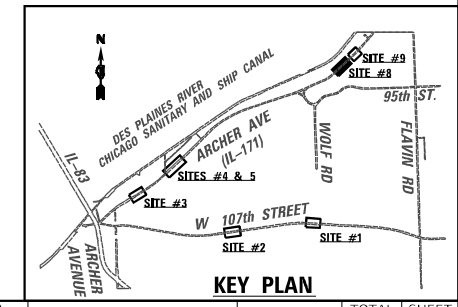 N
DES PLAINES RIVER
CHICAGO SANITARY AND SHIP CANAL
SITE #9
SITE #8
95th ST.
ARCHER AVE
(IL-171)
WOLF RD
FLAVIN RD
IL-83
SITES #4 & 5
SITE #3
W 107th STREET
SITE #1
SITE #2
ARCHER
AVENUE
KEY PLAN
TOTAL
SHEET